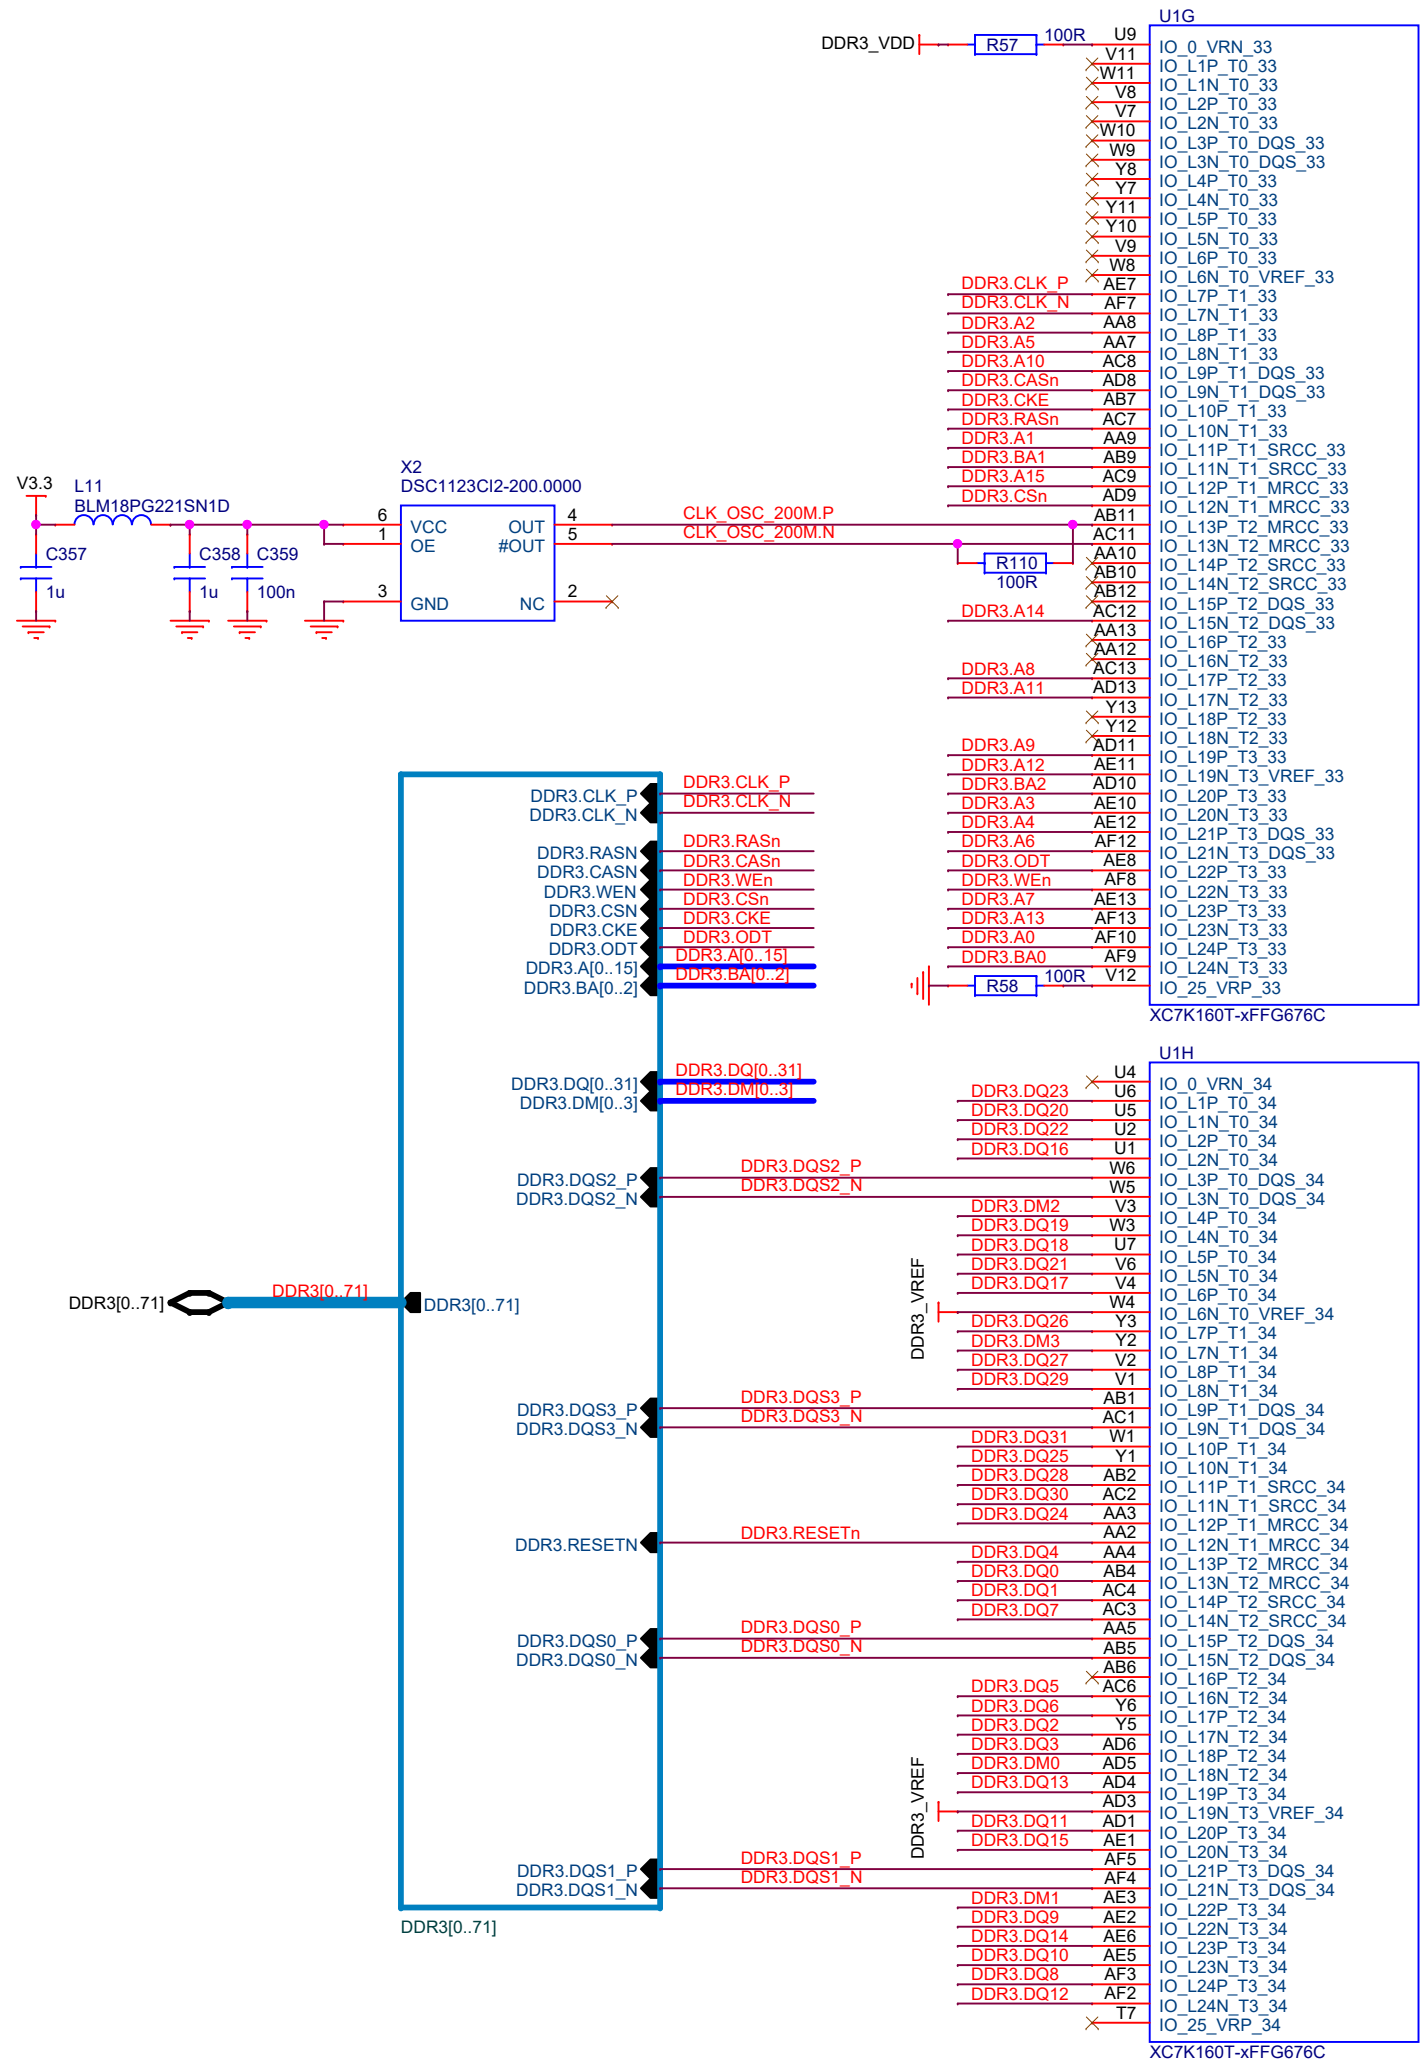 U1G
DDR3_VDD R57 100R U9 IO_0_VRN_33
V11 IO_L1P_T0_33
W11 IO_L1N_T0_33
V8 IO_L2P_T0_33
V7 IO_L2N_T0_33
W10 IO_L3P_T0_DQS_33
W9 IO_L3N_T0_DQS_33
Y8 IO_L4P_T0_33
Y7 IO_L4N_T0_33
Y11 IO_L5P_T0_33
Y10 IO_L5N_T0_33
V9 IO_L6P_T0_33
W8 IO_L6N_T0_VREF_33
DDR3.CLK_P AE7 IO_L7P_T1_33
DDR3.CLK_N AF7 IO_L7N_T1_33
DDR3.A2 AA8 IO_L8P_T1_33
DDR3.A5 AA7 IO_L8N_T1_33
DDR3.A10 AC8 IO_L9P_T1_DQS_33
DDR3.CASn AD8 IO_L9N_T1_DQS_33
DDR3.CKE AB7 IO_L10P_T1_33
DDR3.RASn AC7 IO_L10N_T1_33
DDR3.A1 AA9 IO_L11P_T1_SRCC_33
DDR3.BA1 AB9 IO_L11N_T1_SRCC_33
DDR3.A15 AC9 IO_L12P_T1_MRCC_33
DDR3.CSn AD9 IO_L12N_T1_MRCC_33
AB11 IO_L13P_T2_MRCC_33
AC11 IO_L13N_T2_MRCC_33
AA10 IO_L14P_T2_SRCC_33
AB10 IO_L14N_T2_SRCC_33
AB12 IO_L15P_T2_DQS_33
DDR3.A14 AC12 IO_L15N_T2_DQS_33
AA13 IO_L16P_T2_33
AA12 IO_L16N_T2_33
DDR3.A8 AC13 IO_L17P_T2_33
DDR3.A11 AD13 IO_L17N_T2_33
Y13 IO_L18P_T2_33
Y12 IO_L18N_T2_33
DDR3.A9 AD11 IO_L19P_T3_33
DDR3.A12 AE11 IO_L19N_T3_VREF_33
DDR3.BA2 AD10 IO_L20P_T3_33
DDR3.A3 AE10 IO_L20N_T3_33
DDR3.A4 AE12 IO_L21P_T3_DQS_33
DDR3.A6 AF12 IO_L21N_T3_DQS_33
DDR3.ODT AE8 IO_L22P_T3_33
DDR3.WEn AF8 IO_L22N_T3_33
DDR3.A7 AE13 IO_L23P_T3_33
DDR3.A13 AF13 IO_L23N_T3_33
DDR3.A0 AF10 IO_L24P_T3_33
DDR3.BA0 AF9 IO_L24N_T3_33
R58 100R V12 IO_25_VRP_33
XC7K160T-xFFG676C
X2
DSC1123CI2-200.0000
V3.3 L11
BLM18PG221SN1D
6 VCC OUT 4 CLK_OSC_200M.P
1 OE #OUT 5 CLK_OSC_200M.N
C357 C358 C359
1u 1u 100n
R110
100R
3 GND NC 2
DDR3.CLK_P DDR3.CLK_P
DDR3.CLK_N DDR3.CLK_N
DDR3.RASN DDR3.RASn
DDR3.CASN DDR3.CASn
DDR3.WEN DDR3.WEn
DDR3.CSN DDR3.CSn
DDR3.CKE DDR3.CKE
DDR3.ODT DDR3.ODT
DDR3.A[0..15] DDR3.A[0..15]
DDR3.BA[0..2] DDR3.BA[0..2]
DDR3.DQ[0..31] DDR3.DQ[0..31]
DDR3.DM[0..3] DDR3.DM[0..3]
DDR3.DQS2_P DDR3.DQS2_P
DDR3.DQS2_N DDR3.DQS2_N
DDR3[0..71] DDR3[0..71] DDR3[0..71]
DDR3.DQS3_P DDR3.DQS3_P
DDR3.DQS3_N DDR3.DQS3_N
DDR3.RESETN DDR3.RESETn
DDR3.DQS0_P DDR3.DQS0_P
DDR3.DQS0_N DDR3.DQS0_N
DDR3.DQS1_P DDR3.DQS1_P
DDR3.DQS1_N DDR3.DQS1_N
DDR3[0..71]
U1H
U4 IO_0_VRN_34
DDR3.DQ23 U6 IO_L1P_T0_34
DDR3.DQ20 U5 IO_L1N_T0_34
DDR3.DQ22 U2 IO_L2P_T0_34
DDR3.DQ16 U1 IO_L2N_T0_34
W6 IO_L3P_T0_DQS_34
W5 IO_L3N_T0_DQS_34
DDR3.DM2 V3 IO_L4P_T0_34
DDR3.DQ19 W3 IO_L4N_T0_34
DDR3.DQ18 U7 IO_L5P_T0_34
DDR3.DQ21 V6 IO_L5N_T0_34
DDR3.DQ17 V4 IO_L6P_T0_34
DDR3_VREF W4 IO_L6N_T0_VREF_34
DDR3.DQ26 Y3 IO_L7P_T1_34
DDR3.DM3 Y2 IO_L7N_T1_34
DDR3.DQ27 V2 IO_L8P_T1_34
DDR3.DQ29 V1 IO_L8N_T1_34
AB1 IO_L9P_T1_DQS_34
AC1 IO_L9N_T1_DQS_34
DDR3.DQ31 W1 IO_L10P_T1_34
DDR3.DQ25 Y1 IO_L10N_T1_34
DDR3.DQ28 AB2 IO_L11P_T1_SRCC_34
DDR3.DQ30 AC2 IO_L11N_T1_SRCC_34
DDR3.DQ24 AA3 IO_L12P_T1_MRCC_34
AA2 IO_L12N_T1_MRCC_34
DDR3.DQ4 AA4 IO_L13P_T2_MRCC_34
DDR3.DQ0 AB4 IO_L13N_T2_MRCC_34
DDR3.DQ1 AC4 IO_L14P_T2_SRCC_34
DDR3.DQ7 AC3 IO_L14N_T2_SRCC_34
AA5 IO_L15P_T2_DQS_34
AB5 IO_L15N_T2_DQS_34
AB6 IO_L16P_T2_34
DDR3.DQ5 AC6 IO_L16N_T2_34
DDR3.DQ6 Y6 IO_L17P_T2_34
DDR3.DQ2 Y5 IO_L17N_T2_34
DDR3.DQ3 AD6 IO_L18P_T2_34
DDR3.DM0 AD5 IO_L18N_T2_34
DDR3.DQ13 AD4 IO_L19P_T3_34
DDR3_VREF AD3 IO_L19N_T3_VREF_34
DDR3.DQ11 AD1 IO_L20P_T3_34
DDR3.DQ15 AE1 IO_L20N_T3_34
AF5 IO_L21P_T3_DQS_34
AF4 IO_L21N_T3_DQS_34
DDR3.DM1 AE3 IO_L22P_T3_34
DDR3.DQ9 AE2 IO_L22N_T3_34
DDR3.DQ14 AE6 IO_L23P_T3_34
DDR3.DQ10 AE5 IO_L23N_T3_34
DDR3.DQ8 AF3 IO_L24P_T3_34
DDR3.DQ12 AF2 IO_L24N_T3_34
T7 IO_25_VRP_34
XC7K160T-xFFG676C